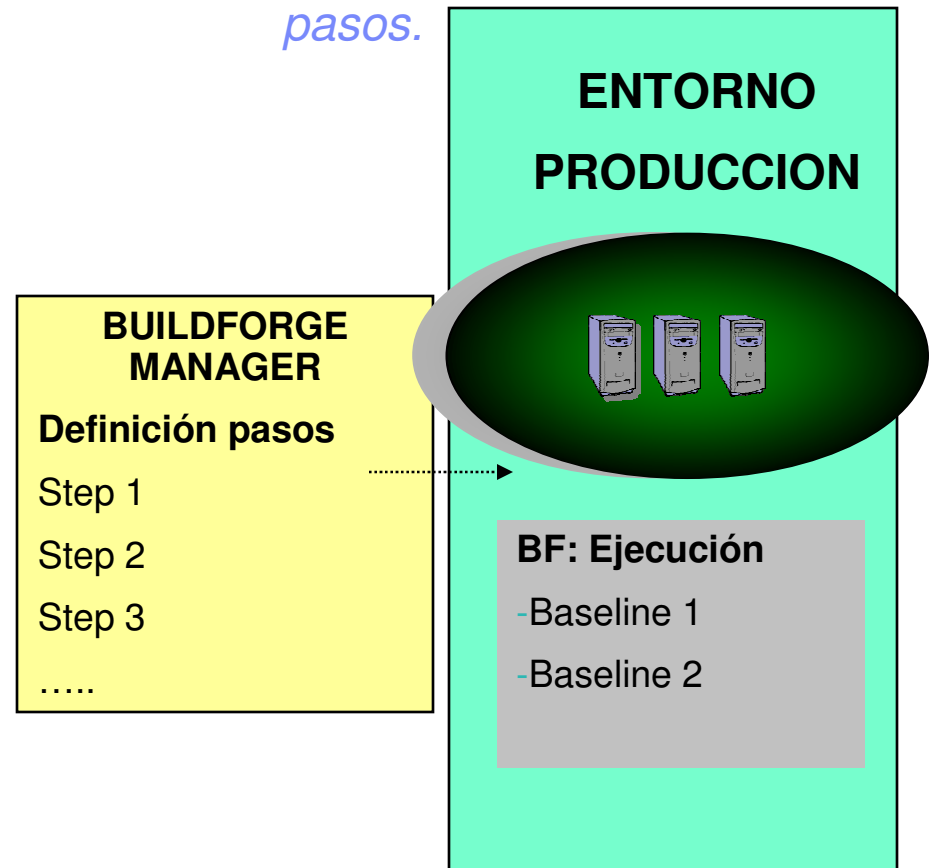 pasos.
ENTORNO
PRODUCCION
BUILDFORGE
MANAGER
Definición pasos
Step 1
Step 2
Step 3
…..
BF: Ejecución
-Baseline 1
-Baseline 2